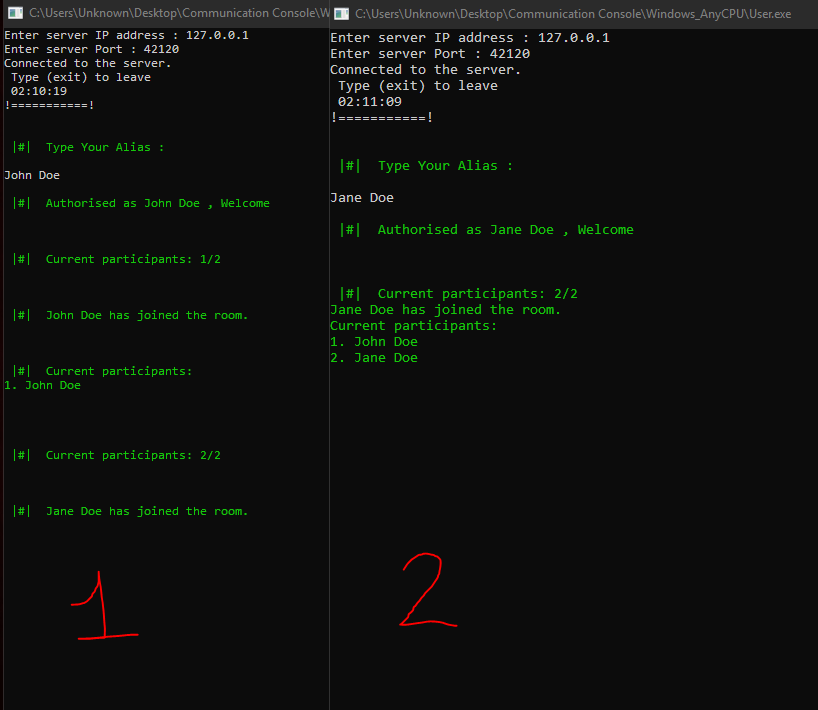 C:\Users\Unknown\Desktop\Communication Console\W
Enter server IP address : 127.0.0.1
Enter server Port : 42120
Connected to the server.
Type (exit) to leave
02:10:19
!===========!
|#| Type Your Alias :
John Doe
|#| Authorised as John Doe , Welcome
|#| Current participants: 1/2
|#| John Doe has joined the room.
|#| Current participants:
1. John Doe
|#| Current participants: 2/2
|#| Jane Doe has joined the room.
1
C:\Users\Unknown\Desktop\Communication Console\Windows_AnyCPU\User.exe
Enter server IP address : 127.0.0.1
Enter server Port : 42120
Connected to the server.
Type (exit) to leave
02:11:09
!===========!
|#| Type Your Alias :
Jane Doe
|#| Authorised as Jane Doe , Welcome
|#| Current participants: 2/2
Jane Doe has joined the room.
Current participants:
1. John Doe
2. Jane Doe
2